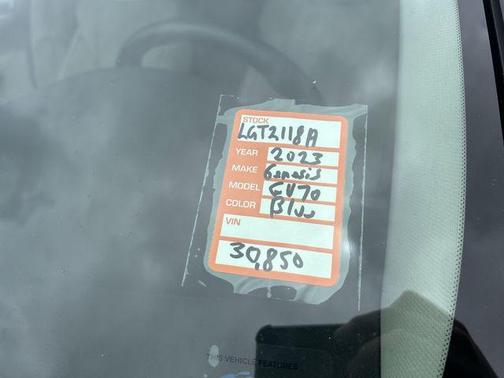 STOCK
LGT2118A
YEAR 2023
MAKE Genesis
MODEL GV70
COLOR Blue
VIN
30,850
THIS VEHICLE FEATURES